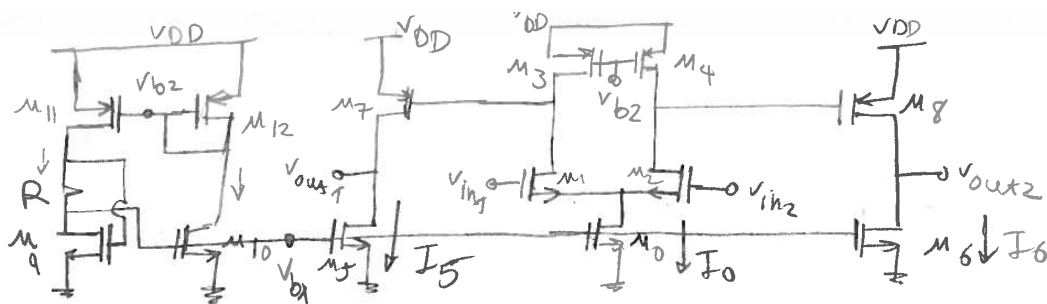 VDD
VDD
VDD
VDD
M11
Vb2
M12
M7
M3
M4
Vb2
M8
R
Vout1
Vin1
M1
M2
Vin2
Vout2
M9
M10
Vb1
M5
I5
M0
I0
M6
I6